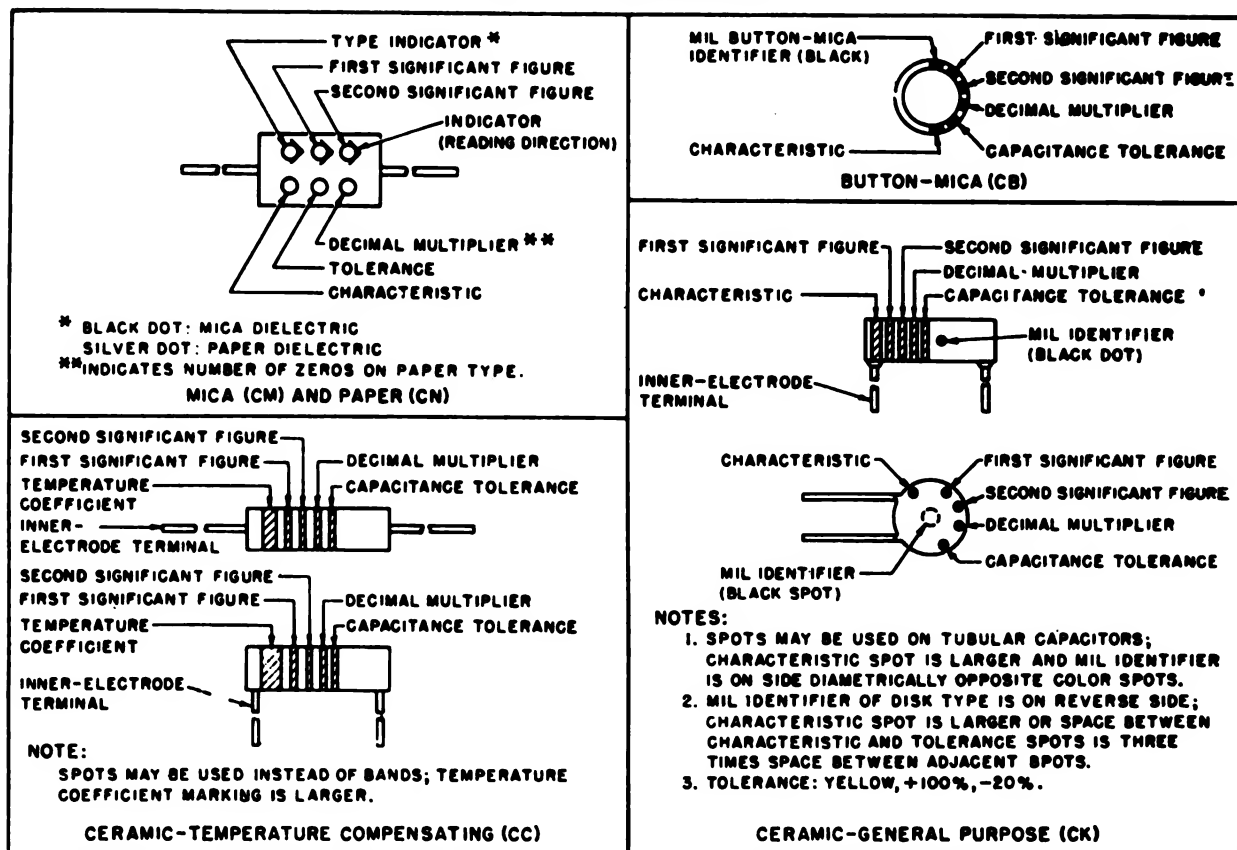 TYPE INDICATOR *
FIRST SIGNIFICANT FIGURE
SECOND SIGNIFICANT FIGURE
INDICATOR
(READING DIRECTION)
DECIMAL MULTIPLIER **
TOLERANCE
CHARACTERISTIC
* BLACK DOT: MICA DIELECTRIC
SILVER DOT: PAPER DIELECTRIC
**INDICATES NUMBER OF ZEROS ON PAPER TYPE.
MICA (CM) AND PAPER (CN)
MIL BUTTON-MICA
IDENTIFIER (BLACK)
FIRST SIGNIFICANT FIGURE
SECOND SIGNIFICANT FIGURE
DECIMAL MULTIPLIER
CAPACITANCE TOLERANCE
CHARACTERISTIC
BUTTON-MICA (CB)
SECOND SIGNIFICANT FIGURE
FIRST SIGNIFICANT FIGURE
DECIMAL MULTIPLIER
TEMPERATURE
COEFFICIENT
CAPACITANCE TOLERANCE
INNER-
ELECTRODE TERMINAL
SECOND SIGNIFICANT FIGURE
FIRST SIGNIFICANT FIGURE
DECIMAL MULTIPLIER
TEMPERATURE
COEFFICIENT
CAPACITANCE TOLERANCE
INNER-ELECTRODE
TERMINAL
NOTE:
SPOTS MAY BE USED INSTEAD OF BANDS; TEMPERATURE
COEFFICIENT MARKING IS LARGER.
CERAMIC-TEMPERATURE COMPENSATING (CC)
FIRST SIGNIFICANT FIGURE
SECOND SIGNIFICANT FIGURE
DECIMAL-MULTIPLIER
CHARACTERISTIC
CAPACITANCE TOLERANCE
MIL IDENTIFIER
(BLACK DOT)
INNER-ELECTRODE
TERMINAL
CHARACTERISTIC
FIRST SIGNIFICANT FIGURE
SECOND SIGNIFICANT FIGURE
DECIMAL MULTIPLIER
CAPACITANCE TOLERANCE
MIL IDENTIFIER
(BLACK SPOT)
NOTES:
1. SPOTS MAY BE USED ON TUBULAR CAPACITORS;
CHARACTERISTIC SPOT IS LARGER AND MIL IDENTIFIER
IS ON SIDE DIAMETRICALLY OPPOSITE COLOR SPOTS.
2. MIL IDENTIFIER OF DISK TYPE IS ON REVERSE SIDE;
CHARACTERISTIC SPOT IS LARGER OR SPACE BETWEEN
CHARACTERISTIC AND TOLERANCE SPOTS IS THREE
TIMES SPACE BETWEEN ADJACENT SPOTS.
3. TOLERANCE: YELLOW, +100%, -20%.
CERAMIC-GENERAL PURPOSE (CK)